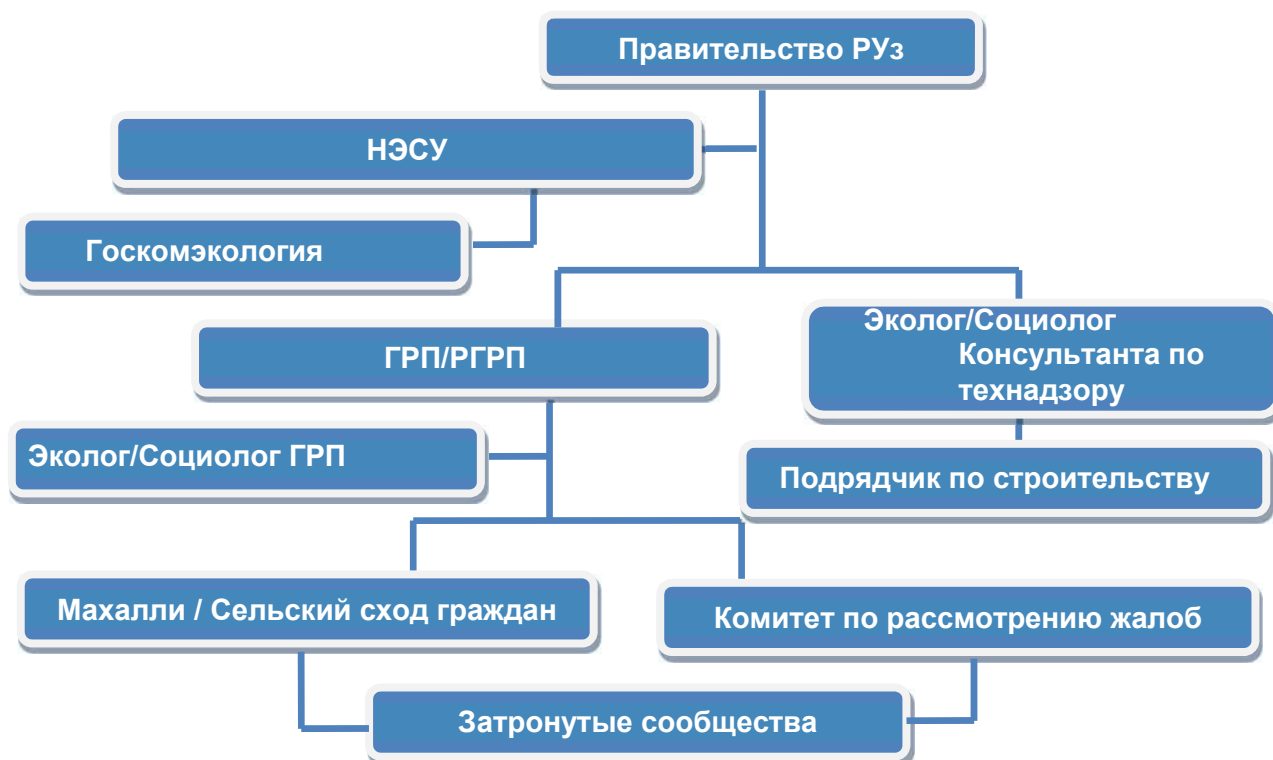 Правительство РУз
НЭСУ
Госкомэкология
ГРП/РГРП
Эколог/Социолог
Консультанта по
технадзору
Эколог/Социолог ГРП
Подрядчик по строительству
Махалли / Сельский сход граждан
Комитет по рассмотрению жалоб
Затронутые сообщества